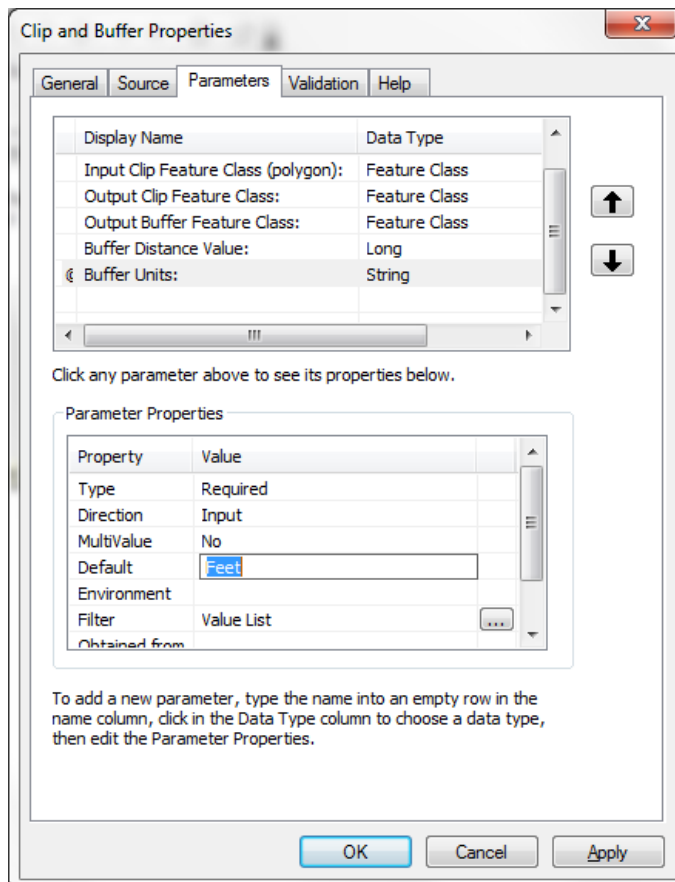 Clip and Buffer Properties
General Source Parameters Validation Help
Display Name Data Type
Input Clip Feature Class (polygon): Feature Class
Output Clip Feature Class: Feature Class
Output Buffer Feature Class: Feature Class
Buffer Distance Value: Long
Buffer Units: String
Click any parameter above to see its properties below.
Parameter Properties
Property Value
Type Required
Direction Input
MultiValue No
Default Feet
Environment
Filter Value List ...
Obtained from
To add a new parameter, type the name into an empty row in the
name column, click in the Data Type column to choose a data type,
then edit the Parameter Properties.
OK Cancel Apply